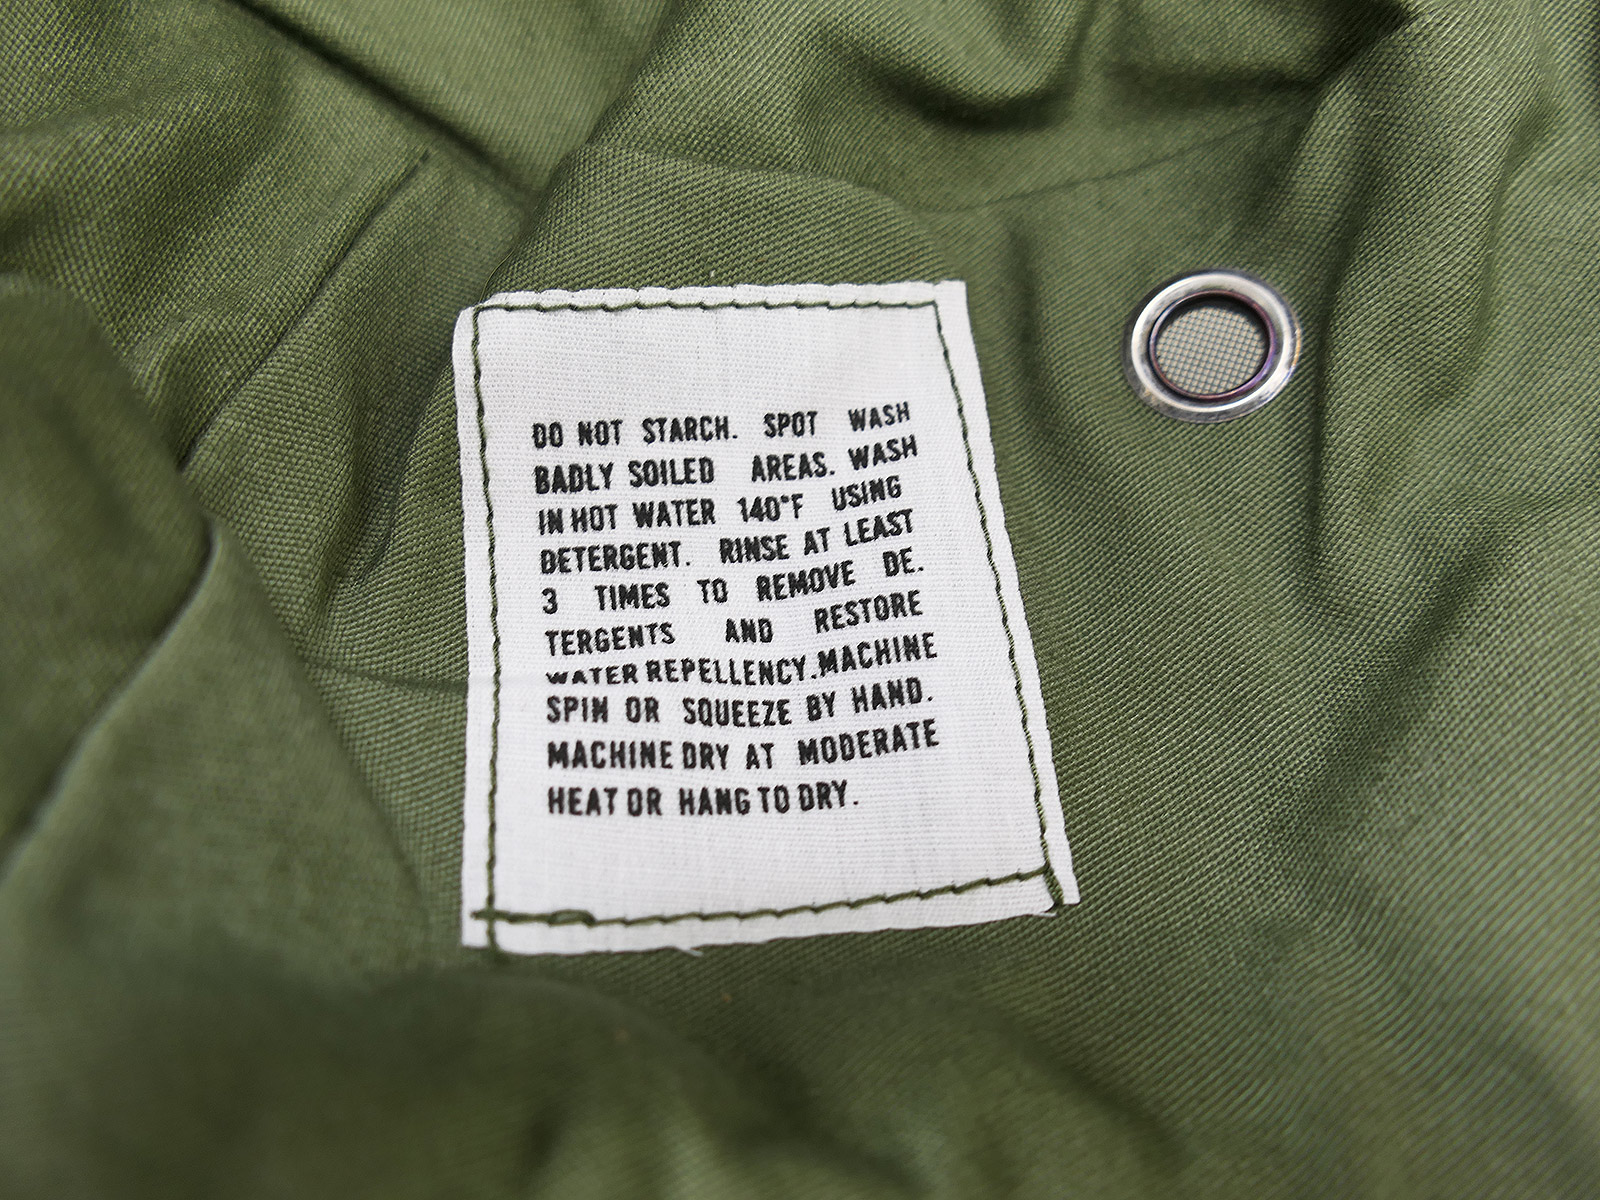 DO NOT STARCH. SPOT WASH
BADLY SOILED AREAS. WASH
IN HOT WATER 140°F USING
DETERGENT. RINSE AT LEAST
3 TIMES TO REMOVE DE.
TERGENTS AND RESTORE
WATER REPELLENCY. MACHINE
SPIN OR SQUEEZE BY HAND.
MACHINE DRY AT MODERATE
HEAT OR HANG TO DRY.